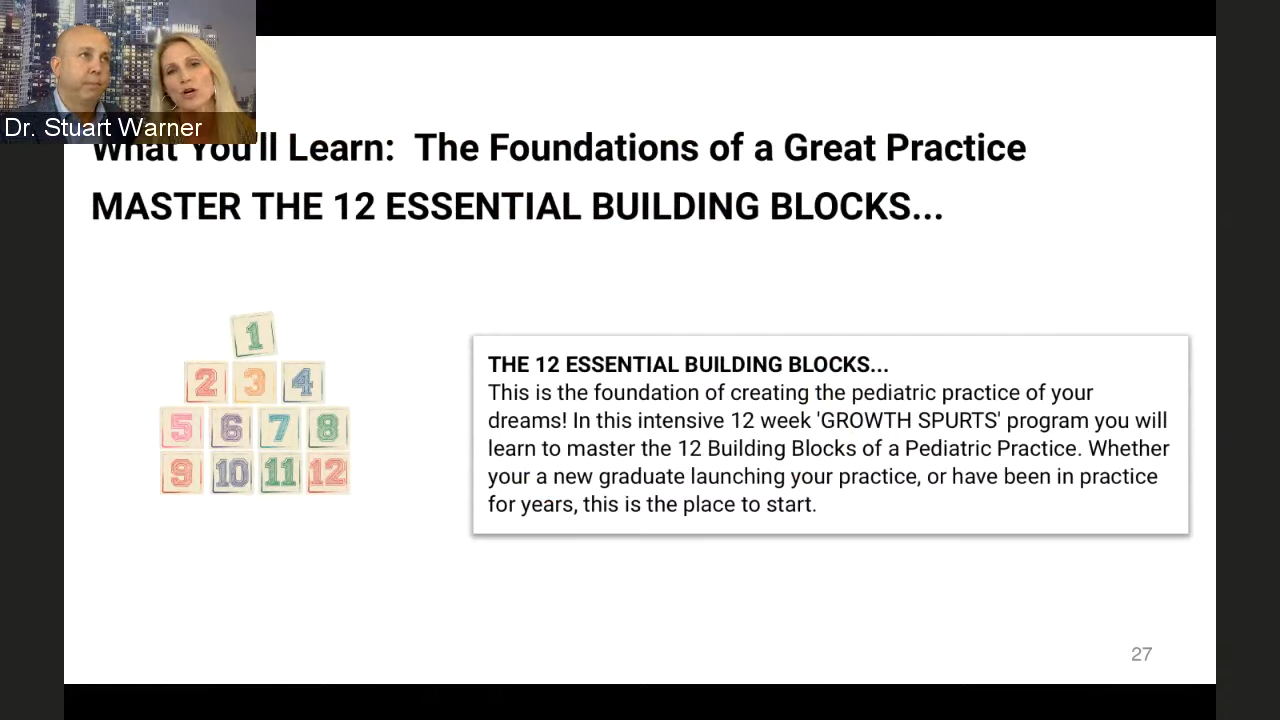 Dr. Stuart Warner
What You'll Learn: The Foundations of a Great Practice
MASTER THE 12 ESSENTIAL BUILDING BLOCKS...
1
2 3 4
5 6 7 8
9 10 11 12
THE 12 ESSENTIAL BUILDING BLOCKS...
This is the foundation of creating the pediatric practice of your
dreams! In this intensive 12 week 'GROWTH SPURTS' program you will
learn to master the 12 Building Blocks of a Pediatric Practice. Whether
your a new graduate launching your practice, or have been in practice
for years, this is the place to start.
27